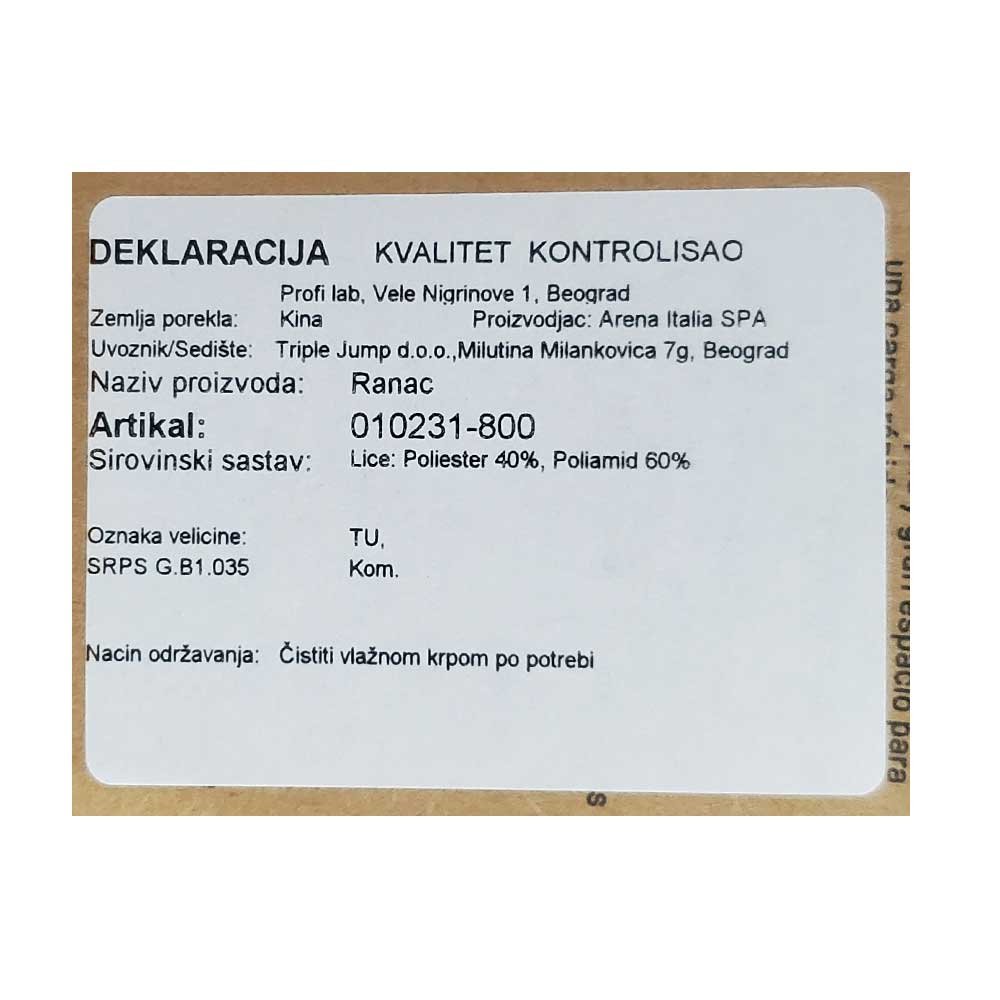 DEKLARACIJA KVALITET KONTROLISAO
Profi lab, Vele Nigrinove 1, Beograd
Zemlja porekla: Kina Proizvodjac: Arena Italia SPA
Uvoznik/Sedište: Triple Jump d.o.o.,Milutina Milankovica 7g, Beograd
Naziv proizvoda: Ranac
Artikal: 010231-800
Sirovinski sastav: Lice: Poliester 40%, Poliamid 60%
Oznaka velicine: TU,
SRPS G.B1.035 Kom.
Nacin održavanja: Čistiti vlažnom krpom po potrebi
espacio para
s